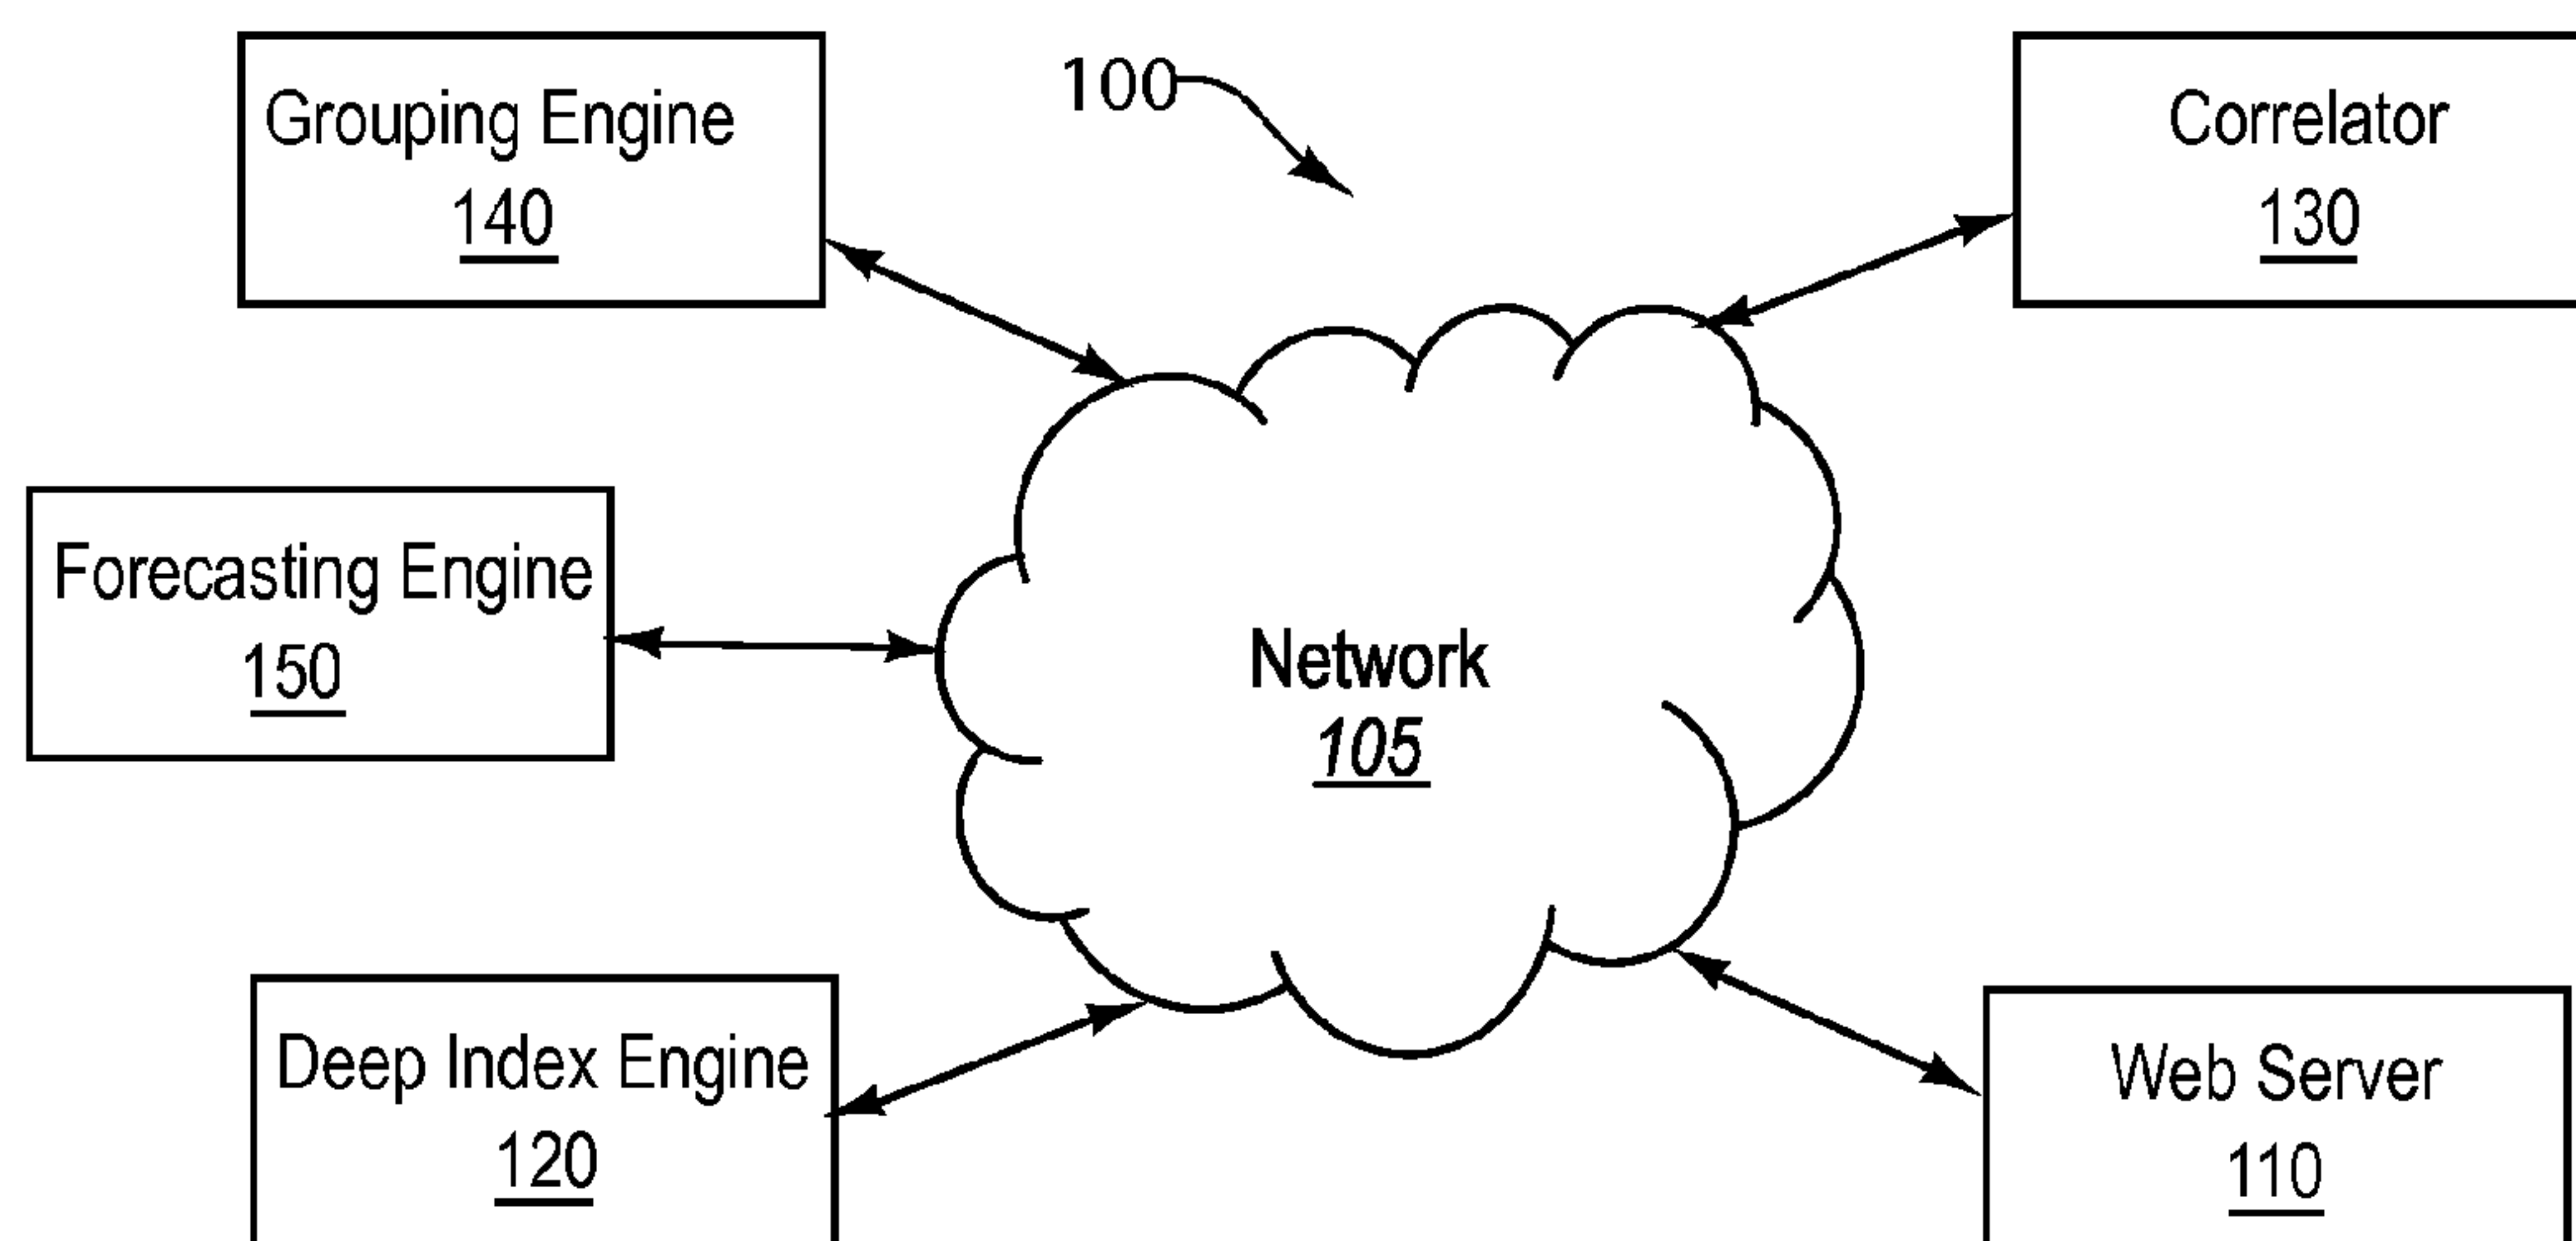 Grouping Engine
140
100
Correlator
130
Forecasting Engine
150
Network
105
Deep Index Engine
120
Web Server
110